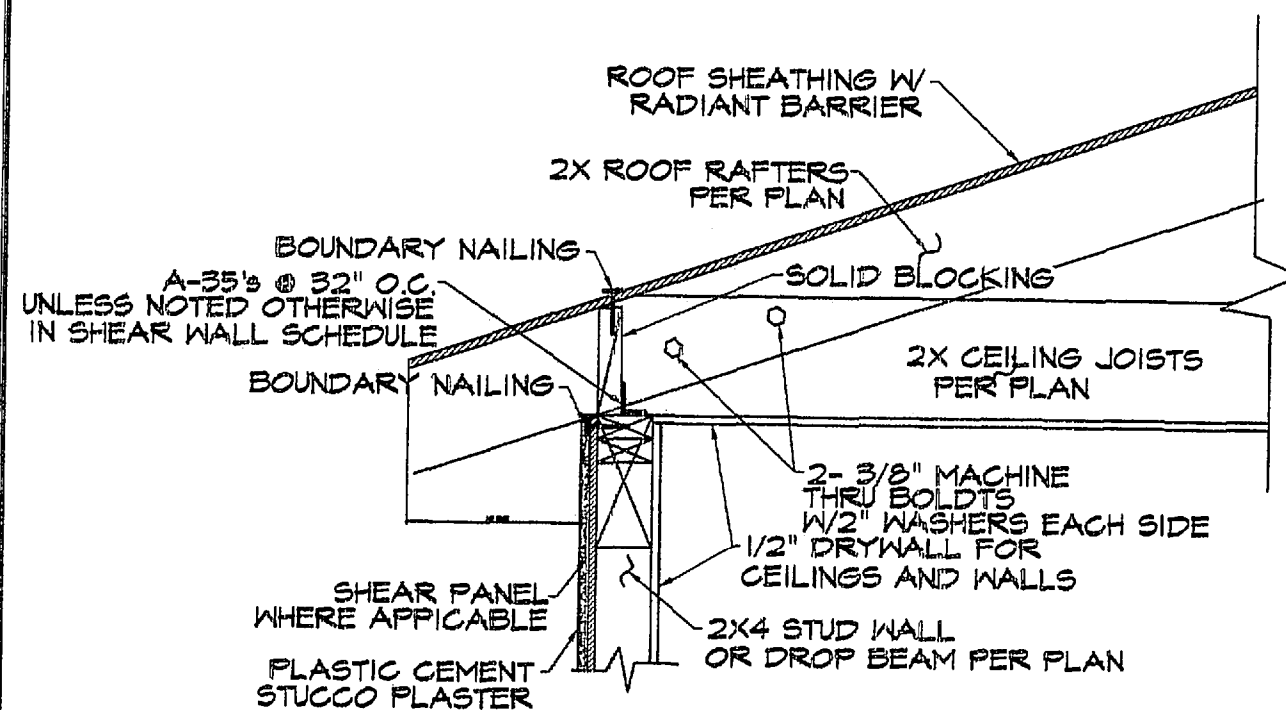 ROOF SHEATHING W/
RADIANT BARRIER
2X ROOF RAFTERS
PER PLAN
BOUNDARY NAILING
A-35's @ 32" O.C.
UNLESS NOTED OTHERWISE
IN SHEAR WALL SCHEDULE
SOLID BLOCKING
BOUNDARY NAILING
2X CEILING JOISTS
PER PLAN
2- 3/8" MACHINE
THRU BOLDTS
W/2" WASHERS EACH SIDE
1/2" DRYWALL FOR
CEILINGS AND WALLS
SHEAR PANEL
WHERE APPICABLE
2X4 STUD WALL
OR DROP BEAM PER PLAN
PLASTIC CEMENT
STUCCO PLASTER